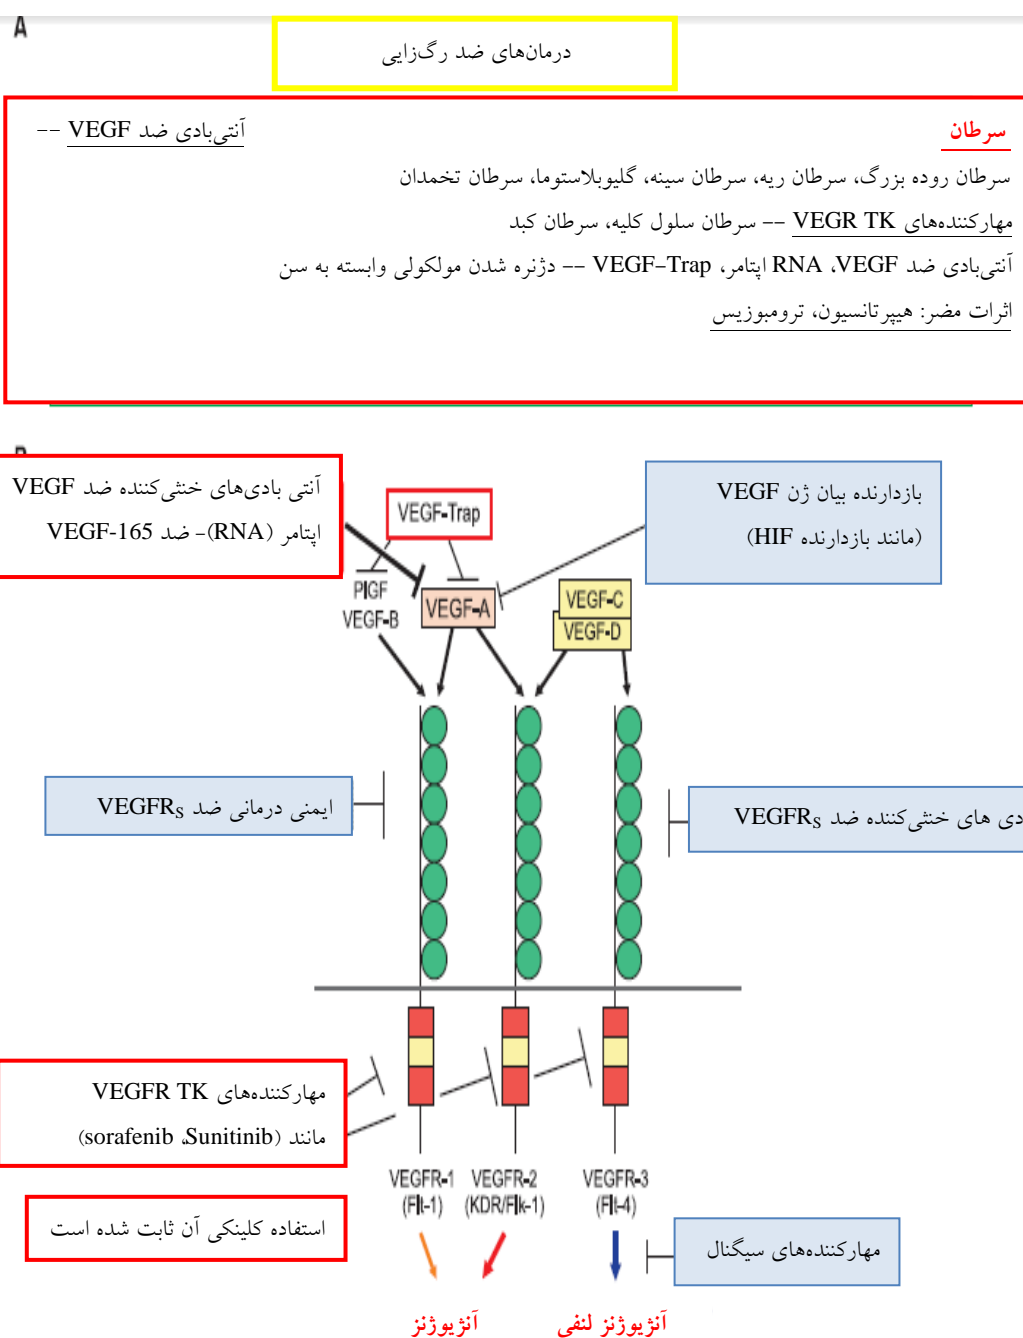 A
درمان‌های ضد رگ‌زایی
سرطان
آنتی‌بادی ضد VEGF --
سرطان روده بزرگ، سرطان ریه، سرطان سینه، گلیوبلاستوما، سرطان تخمدان
مهارکننده‌های VEGR TK -- سرطان سلول کلیه، سرطان کبد
آنتی‌بادی ضد VEGF، RNA اپتامر، VEGF-Trap -- دژنره شدن مولکولی وابسته به سن
اثرات مضر: هیپرتانسیون، ترومبوزیس
آنتی بادی‌های خنثی‌کننده ضد VEGF
اپتامر (RNA)- ضد VEGF-165
VEGF-Trap
بازدارنده بیان ژن VEGF
(مانند بازدارنده HIF)
PlGF
VEGF-B
VEGF-A
VEGF-C
VEGF-D
ایمنی درمانی ضد VEGFRs
دی های خنثی‌کننده ضد VEGFRs
مهارکننده‌های VEGFR TK
مانند (sorafenib ،Sunitinib)
VEGFR-1
(Flt-1)
VEGFR-2
(KDR/Flk-1)
VEGFR-3
(Flt-4)
استفاده کلینکی آن ثابت شده است
مهارکننده‌های سیگنال
آنژیوژنز
آنژیوژنز لنفی